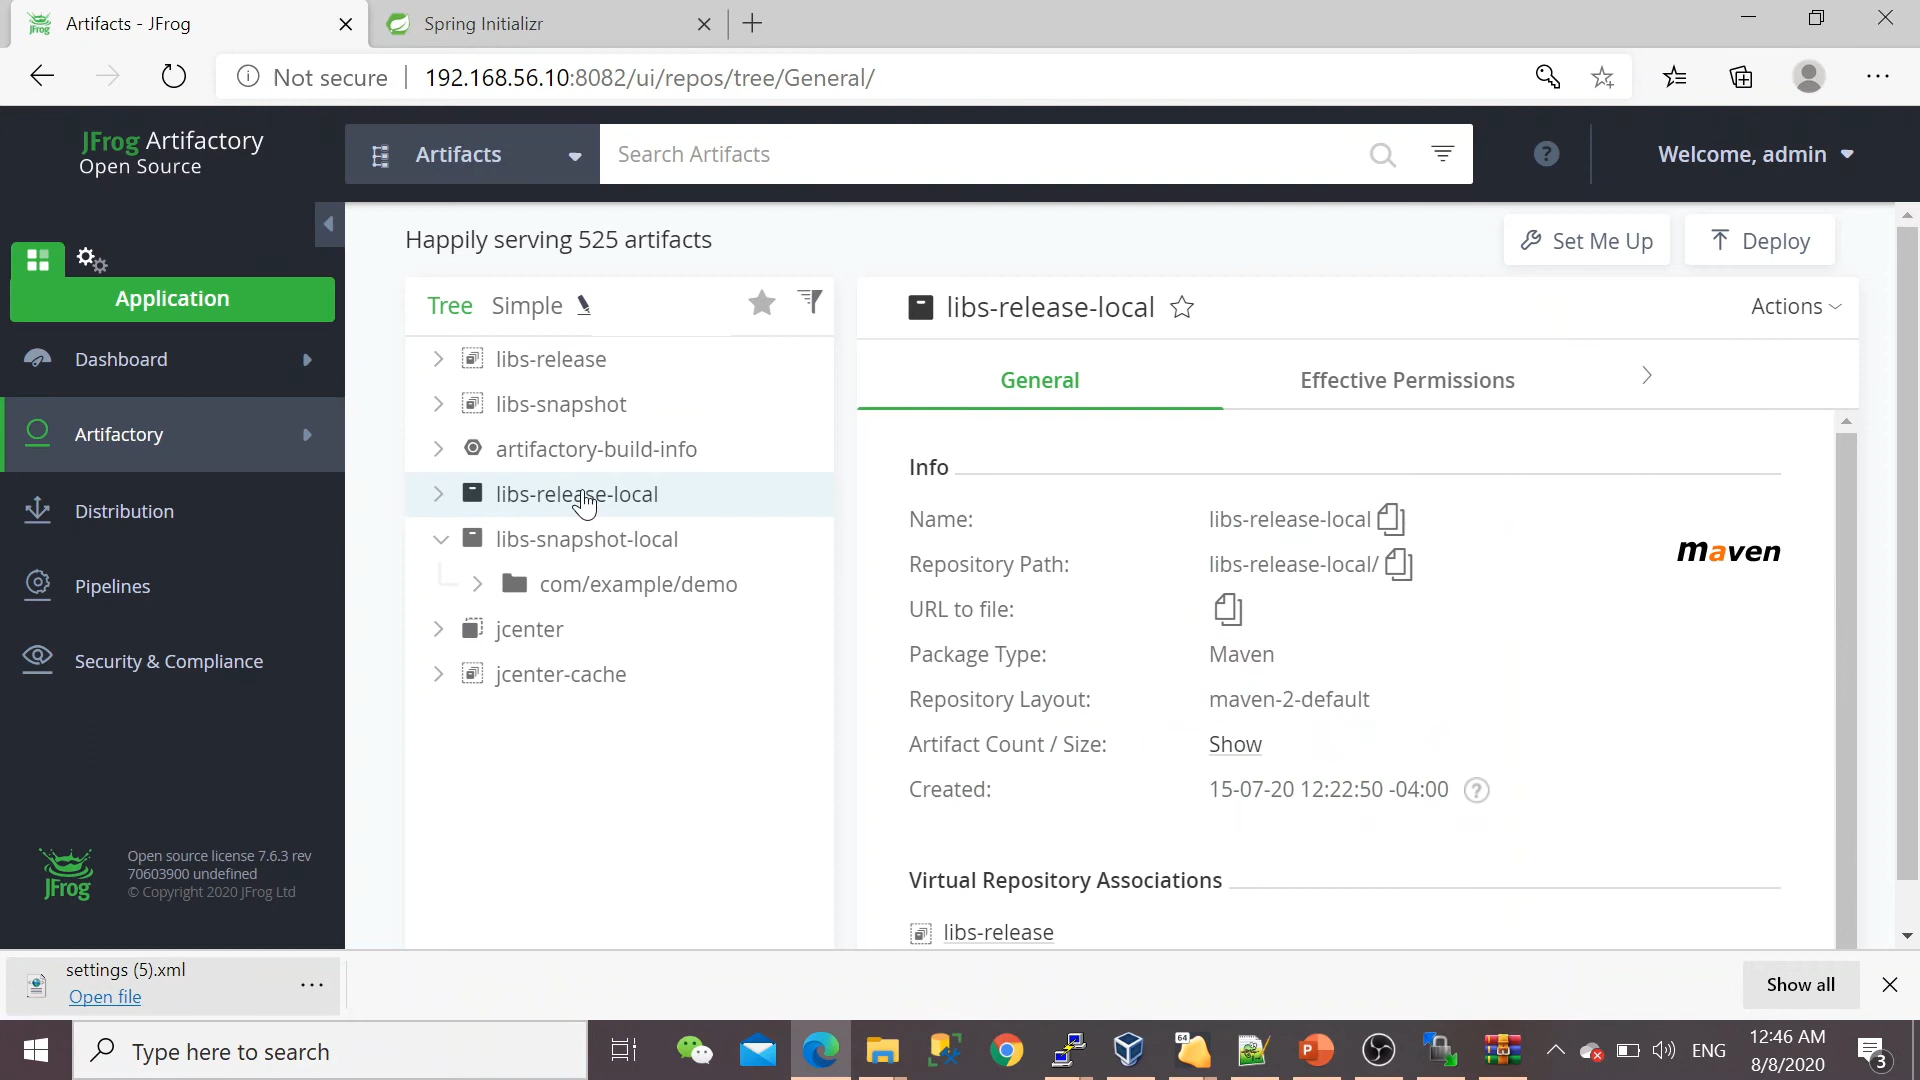 Artifacts - JFrog
Spring Initializr
Not secure
192.168.56.10:8082/ui/repos/tree/General/
JFrog Artifactory
Open Source
Artifacts
Search Artifacts
Welcome, admin
Happily serving 525 artifacts
Set Me Up
Deploy
Application
Dashboard
Artifactory
Distribution
Pipelines
Security & Compliance
JFrog
Open source license 7.6.3 rev
70603900 undefined
© Copyright 2020 JFrog Ltd
Tree Simple
libs-release
libs-snapshot
artifactory-build-info
libs-release-local
libs-snapshot-local
com/example/demo
jcenter
jcenter-cache
libs-release-local
Actions
General
Effective Permissions
Info
Name: libs-release-local
Repository Path: libs-release-local/
URL to file:
Package Type: Maven
Repository Layout: maven-2-default
Artifact Count / Size: Show
Created: 15-07-20 12:22:50 -04:00
maven
Virtual Repository Associations
libs-release
settings (5).xml
Open file
Show all
Type here to search
64
ENG
12:46 AM
8/8/2020
3